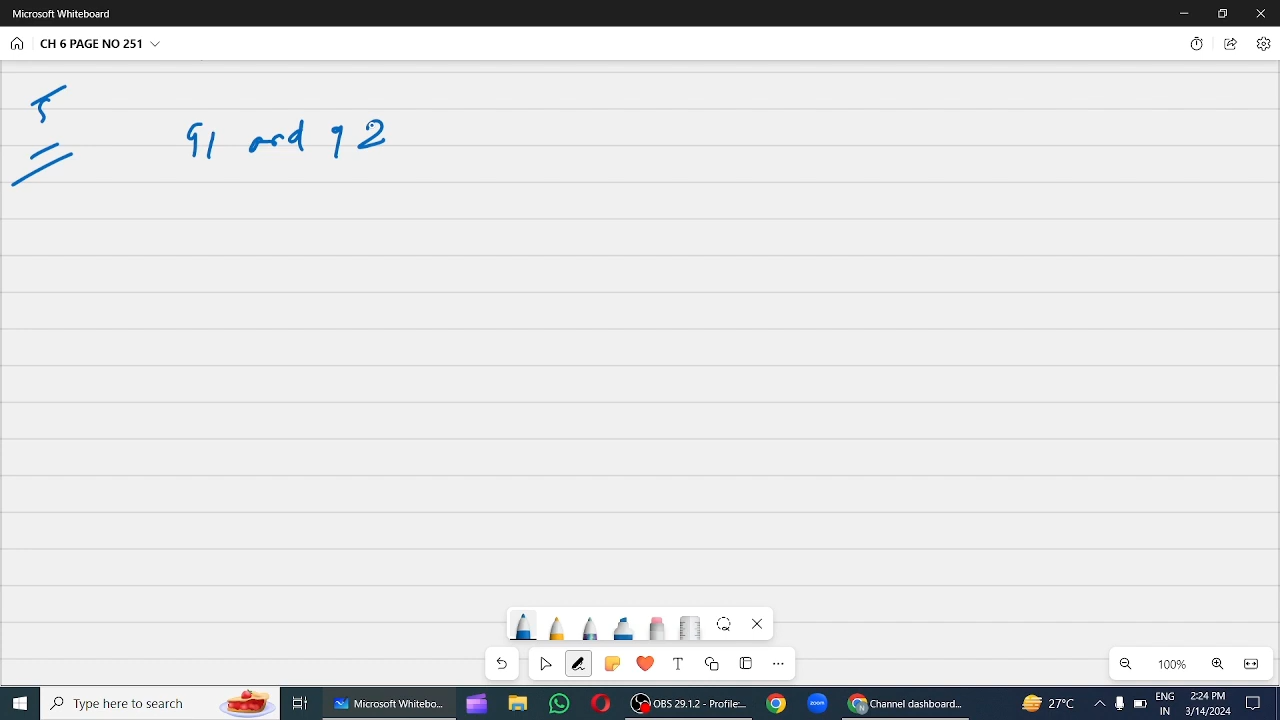 Microsoft Whiteboard
CH 6 PAGE NO 251
5
91 and 92
T
100%
Type here to search
Microsoft Whitebo...
OBS 29.1.2 - Profile...
zoom
Channel dashboard...
27°C
ENG
IN
2:24 PM
3/14/2024